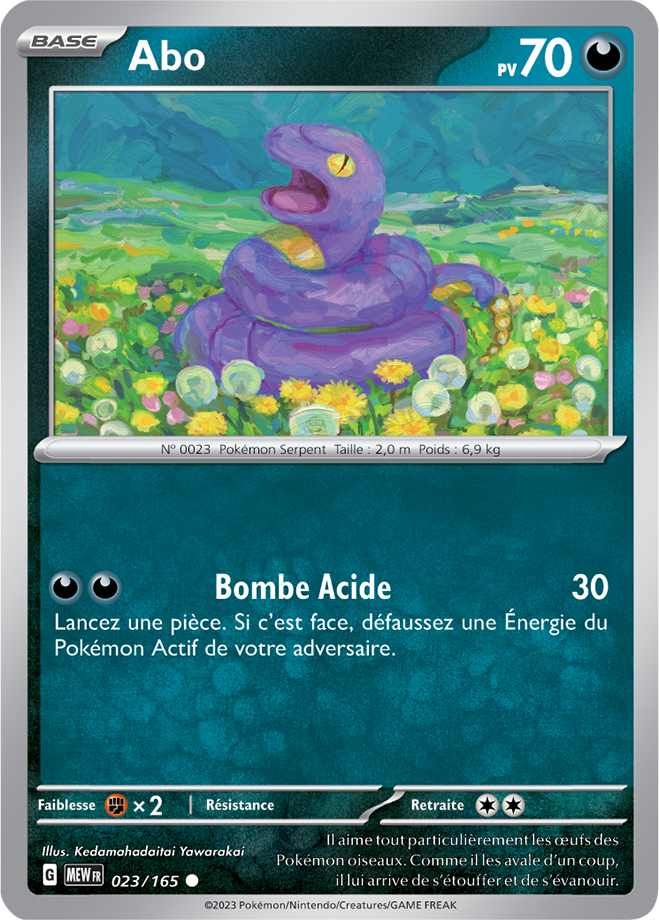 BASE Abo PV 70
N° 0023 Pokémon Serpent Taille : 2,0 m Poids : 6,9 kg
Bombe Acide 30
Lancez une pièce. Si c'est face, défaussez une Énergie du
Pokémon Actif de votre adversaire.
Faiblesse × 2 Résistance Retraite
Illus. Kedamahadaitai Yawarakai
Il aime tout particulièrement les œufs des
Pokémon oiseaux. Comme il les avale d'un coup,
il lui arrive de s'étouffer et de s'évanouir.
G MEW FR 023/165
©2023 Pokémon/Nintendo/Creatures/GAME FREAK